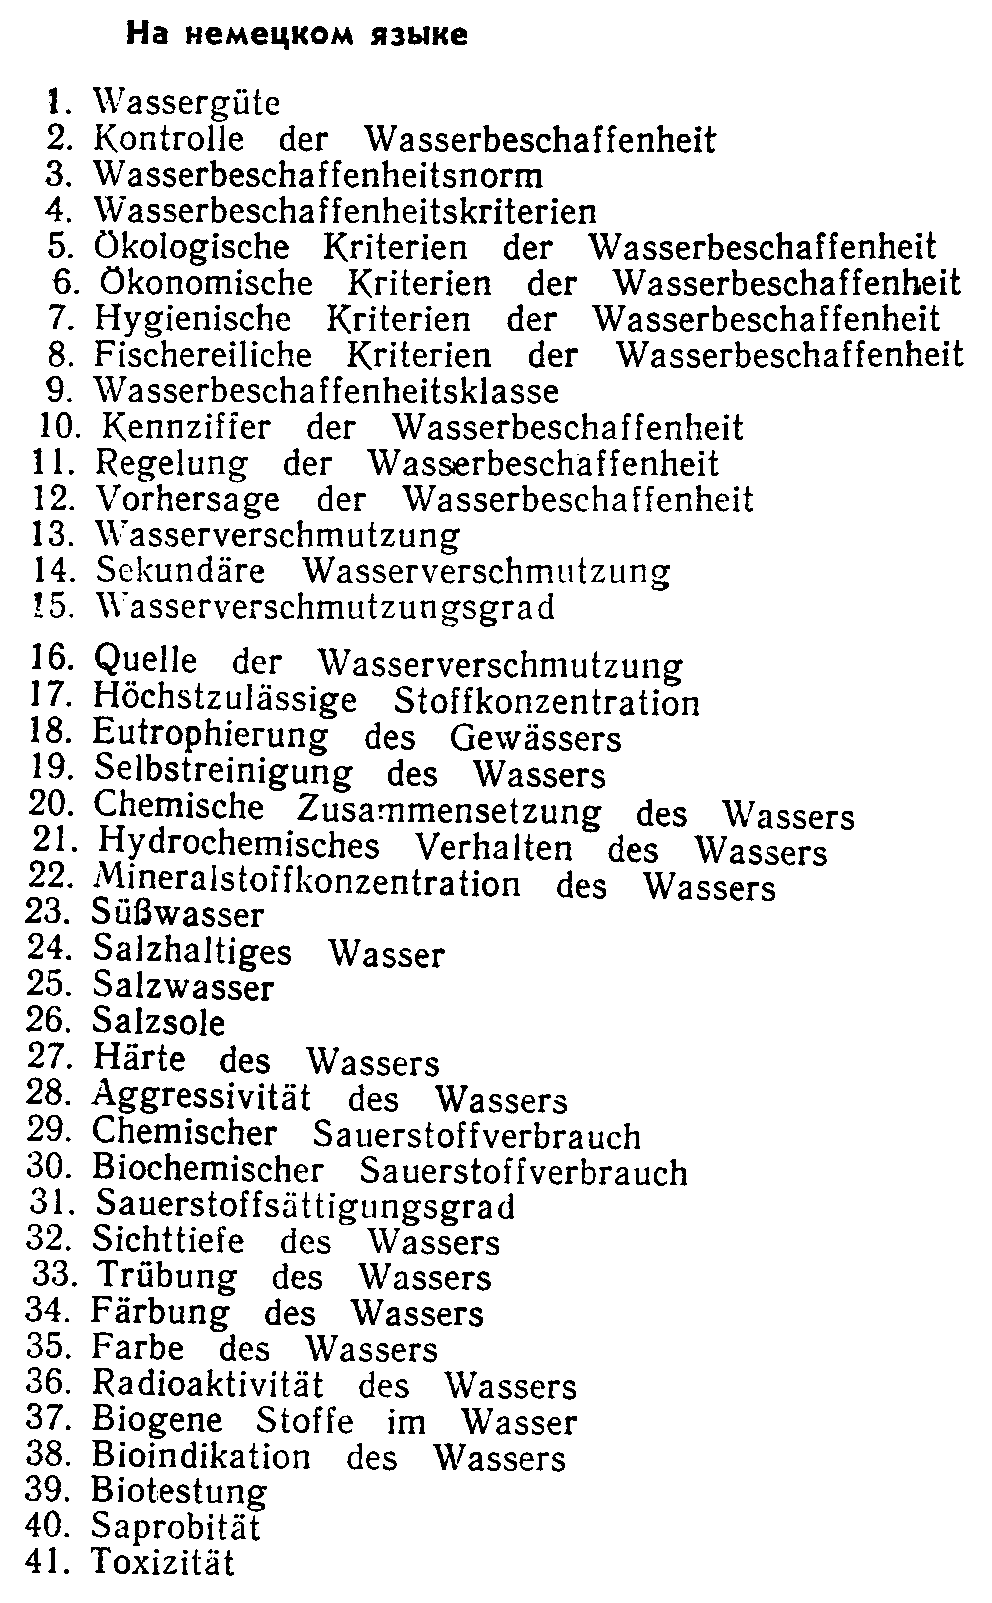 На немецком языке
1. Wassergüte
2. Kontrolle der Wasserbeschaffenheit
3. Wasserbeschaffenheitsnorm
4. Wasserbeschaffenheitskriterien
5. Ökologische Kriterien der Wasserbeschaffenheit
6. Ökonomische Kriterien der Wasserbeschaffenheit
7. Hygienische Kriterien der Wasserbeschaffenheit
8. Fischereiliche Kriterien der Wasserbeschaffenheit
9. Wasserbeschaffenheitsklasse
10. Kennziffer der Wasserbeschaffenheit
11. Regelung der Wasserbeschaffenheit
12. Vorhersage der Wasserbeschaffenheit
13. Wasserverschmutzung
14. Sekundäre Wasserverschmutzung
15. Wasserverschmutzungsgrad
16. Quelle der Wasserverschmutzung
17. Höchstzulässige Stoffkonzentration
18. Eutrophierung des Gewässers
19. Selbstreinigung des Wassers
20. Chemische Zusammensetzung des Wassers
21. Hydrochemisches Verhalten des Wassers
22. Mineralstoffkonzentration des Wassers
23. Süßwasser
24. Salzhaltiges Wasser
25. Salzwasser
26. Salzsole
27. Härte des Wassers
28. Aggressivität des Wassers
29. Chemischer Sauerstoffverbrauch
30. Biochemischer Sauerstoffverbrauch
31. Sauerstoffsättigungsgrad
32. Sichttiefe des Wassers
33. Trübung des Wassers
34. Färbung des Wassers
35. Farbe des Wassers
36. Radioaktivität des Wassers
37. Biogene Stoffe im Wasser
38. Bioindikation des Wassers
39. Biotestung
40. Saprobität
41. Toxizität